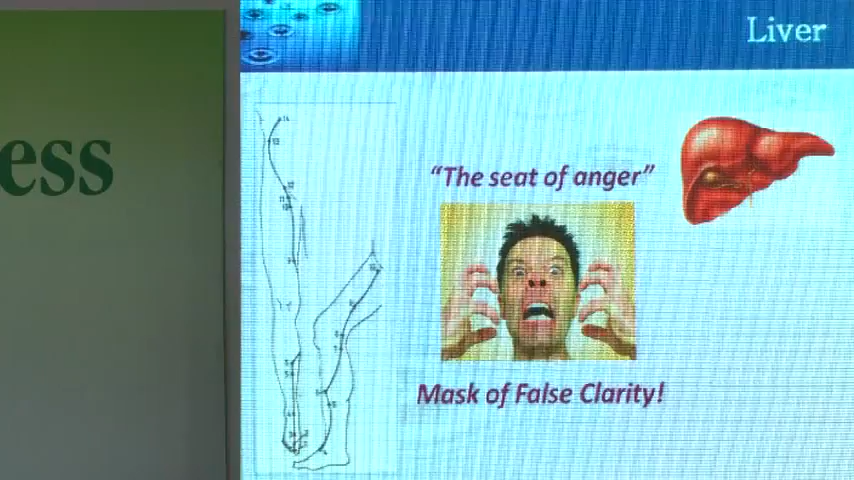 ess
Liver
“The seat of anger”
Mask of False Clarity!